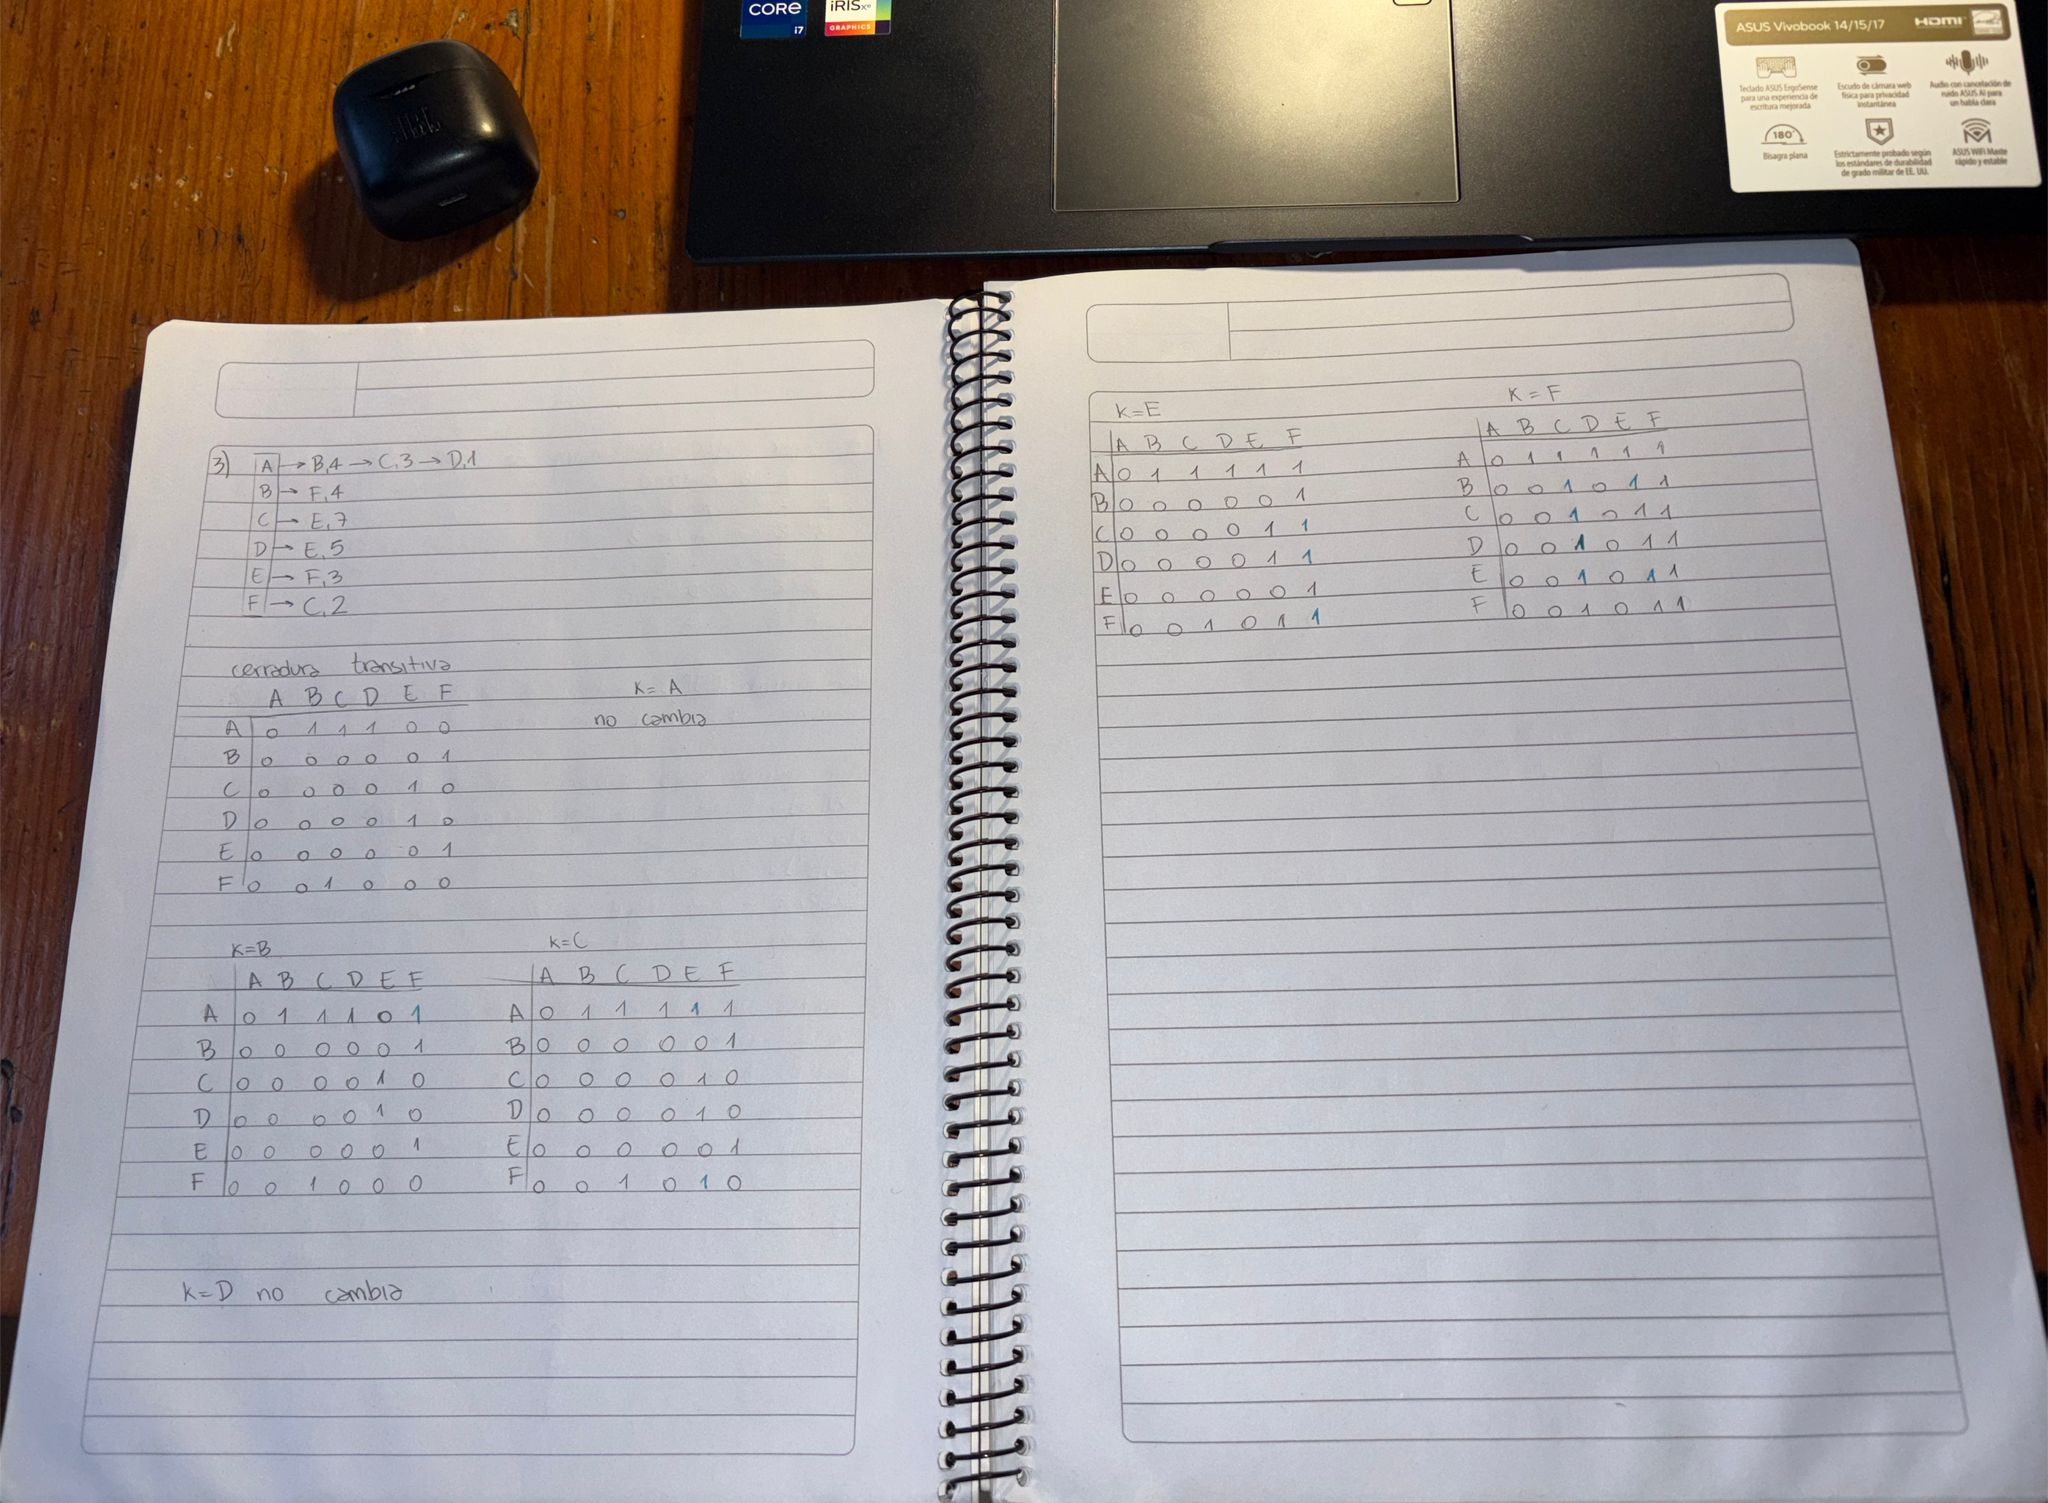 CORE
i7
iRIS xe
GRAPHICS
ASUS Vivobook 14/15/17
HDMI
Teclado ASUS ErgoSense
para una experiencia de
escritura mejorada
Escudo de cámara web
física para privacidad
instantánea
Audio con cancelación de
ruido ASUS AI para
un habla clara
180°
Bisagra plana
Estrictamente probado según
los estándares de durabilidad
de grado militar de EE. UU.
ASUS WiFi Master
rápido y estable
JBL
3) A → B,4 → C,3 → D,1
B → F,4
C → E,7
D → E,5
E → F,3
F → C,2
cerradura transitiva
A B C D E F
A 0 1 1 1 0 0
B 0 0 0 0 0 1
C 0 0 0 0 1 0
D 0 0 0 0 1 0
E 0 0 0 0 0 1
F 0 0 1 0 0 0
K= A
no cambia
K=B
A B C D E F
A 0 1 1 1 0 1
B 0 0 0 0 0 1
C 0 0 0 0 1 0
D 0 0 0 0 1 0
E 0 0 0 0 0 1
F 0 0 1 0 0 0
K=C
A B C D E F
A 0 1 1 1 1 1
B 0 0 0 0 0 1
C 0 0 0 0 1 0
D 0 0 0 0 1 0
E 0 0 0 0 0 1
F 0 0 1 0 1 0
K=D no cambia
K=E
A B C D E F
A 0 1 1 1 1 1
B 0 0 0 0 0 1
C 0 0 0 0 1 1
D 0 0 0 0 1 1
E 0 0 0 0 0 1
F 0 0 1 0 1 1
K = F
A B C D E F
A 0 1 1 1 1 1
B 0 0 1 0 1 1
C 0 0 1 0 1 1
D 0 0 1 0 1 1
E 0 0 1 0 1 1
F 0 0 1 0 1 1